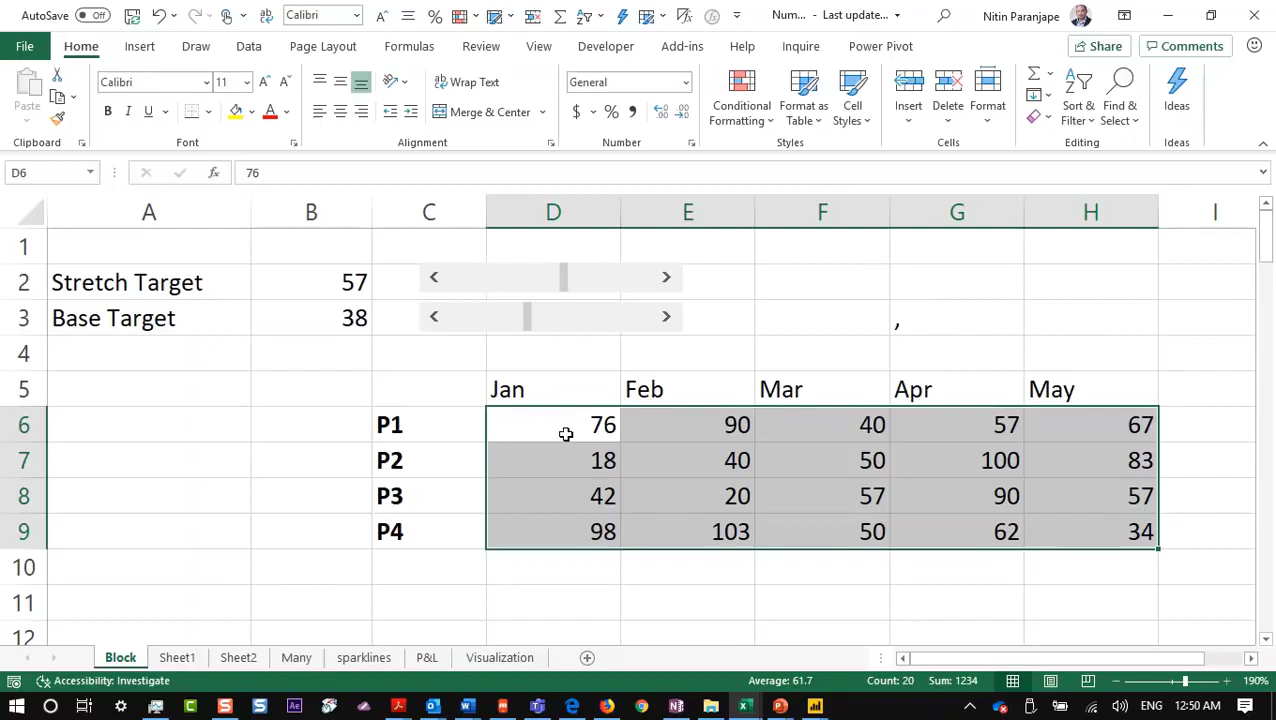 AutoSave Off Calibri Num... - Last update... Nitin Paranjape
File Home Insert Draw Data Page Layout Formulas Review View Developer Add-ins Help Inquire Power Pivot Share Comments
Paste Calibri 11 Wrap Text General Conditional Formatting Format as Table Cell Styles Insert Delete Format Sort & Filter Find & Select Ideas
B I U Merge & Center $ % ,
Clipboard Font Alignment Number Styles Cells Editing Ideas
D6 fx 76
A B C D E F G H I
1
2 Stretch Target 57
3 Base Target 38 ,
4
5 Jan Feb Mar Apr May
6 P1 76 90 40 57 67
7 P2 18 40 50 100 83
8 P3 42 20 57 90 57
9 P4 98 103 50 62 34
10
11
12
Block Sheet1 Sheet2 Many sparklines P&L Visualization
Accessibility: Investigate Average: 61.7 Count: 20 Sum: 1234 190%
12:50 AM